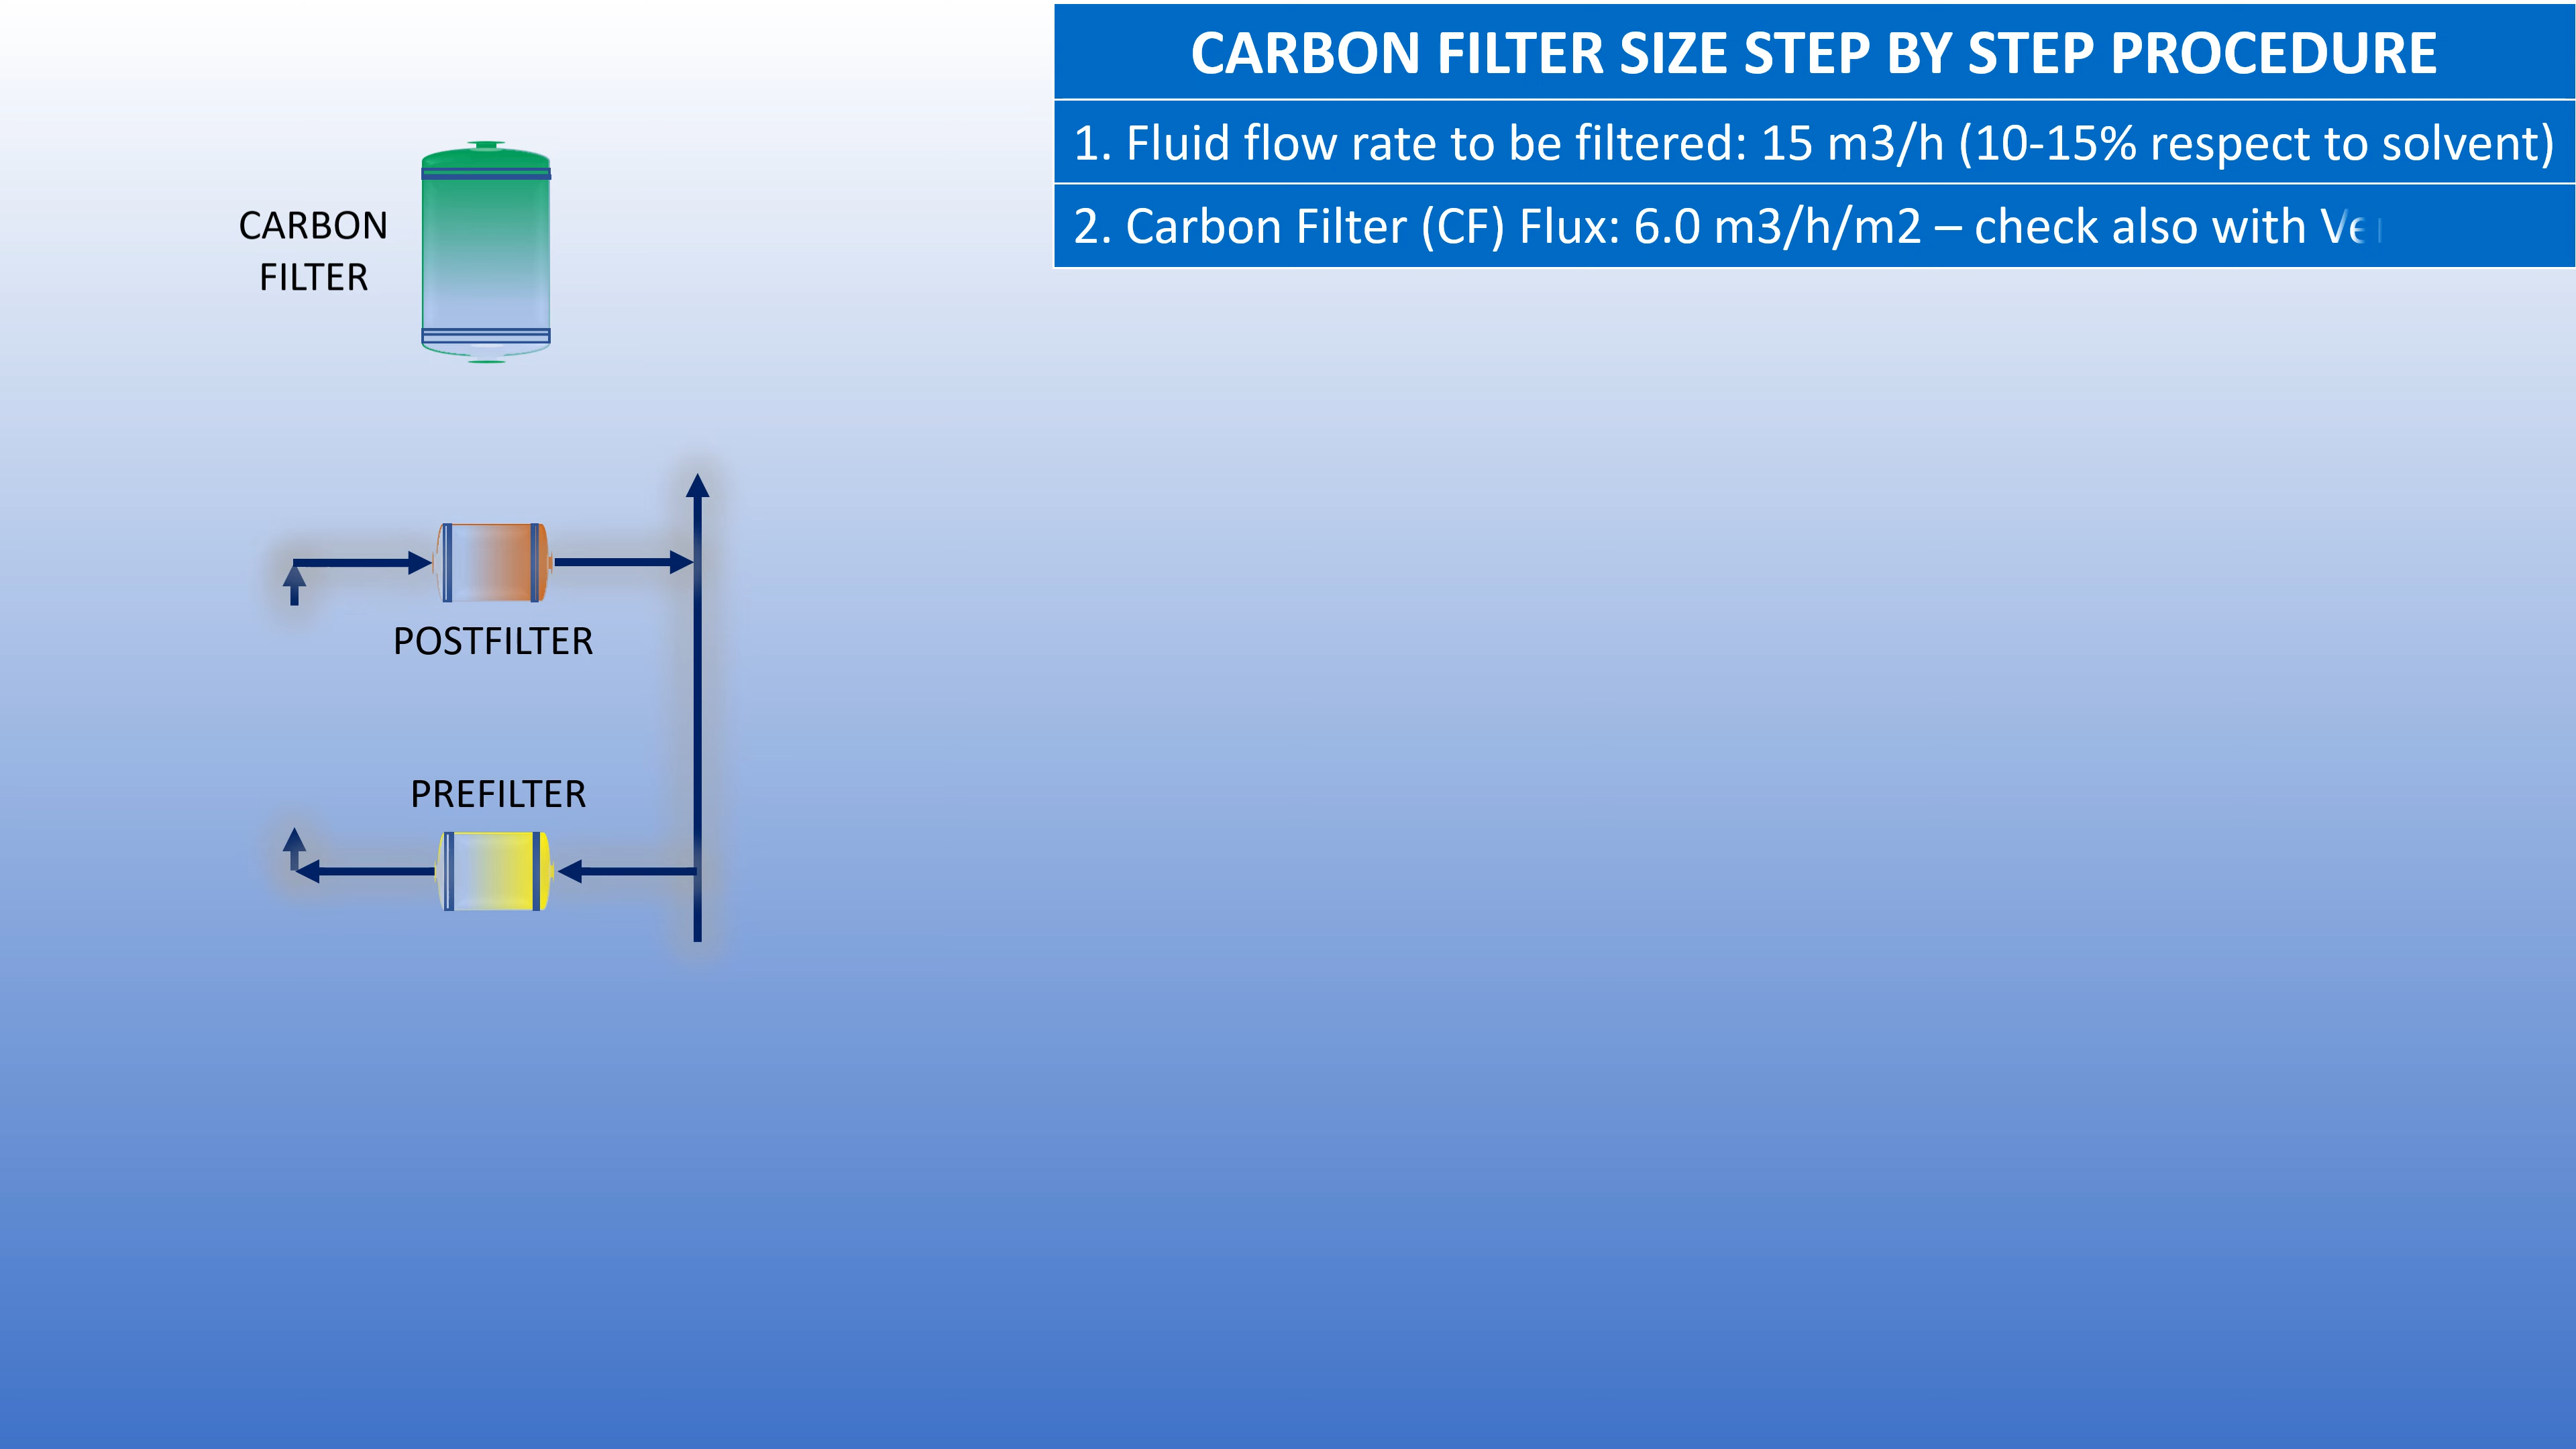 CARBON FILTER SIZE STEP BY STEP PROCEDURE
1. Fluid flow rate to be filtered: 15 m3/h (10-15% respect to solvent)
2. Carbon Filter (CF) Flux: 6.0 m3/h/m2 – check also with
CARBON
FILTER
POSTFILTER
PREFILTER